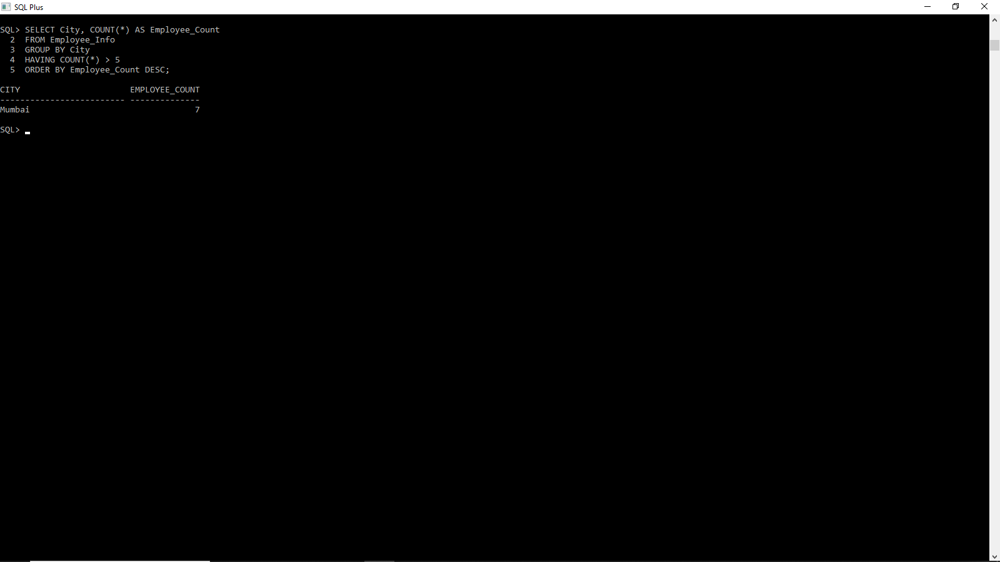 SQL Plus
SQL> SELECT City, COUNT(*) AS Employee_Count
  2  FROM Employee_Info
  3  GROUP BY City
  4  HAVING COUNT(*) > 5
  5  ORDER BY Employee_Count DESC;
CITY                      EMPLOYEE_COUNT
------------------------- --------------
Mumbai                                 7
SQL>